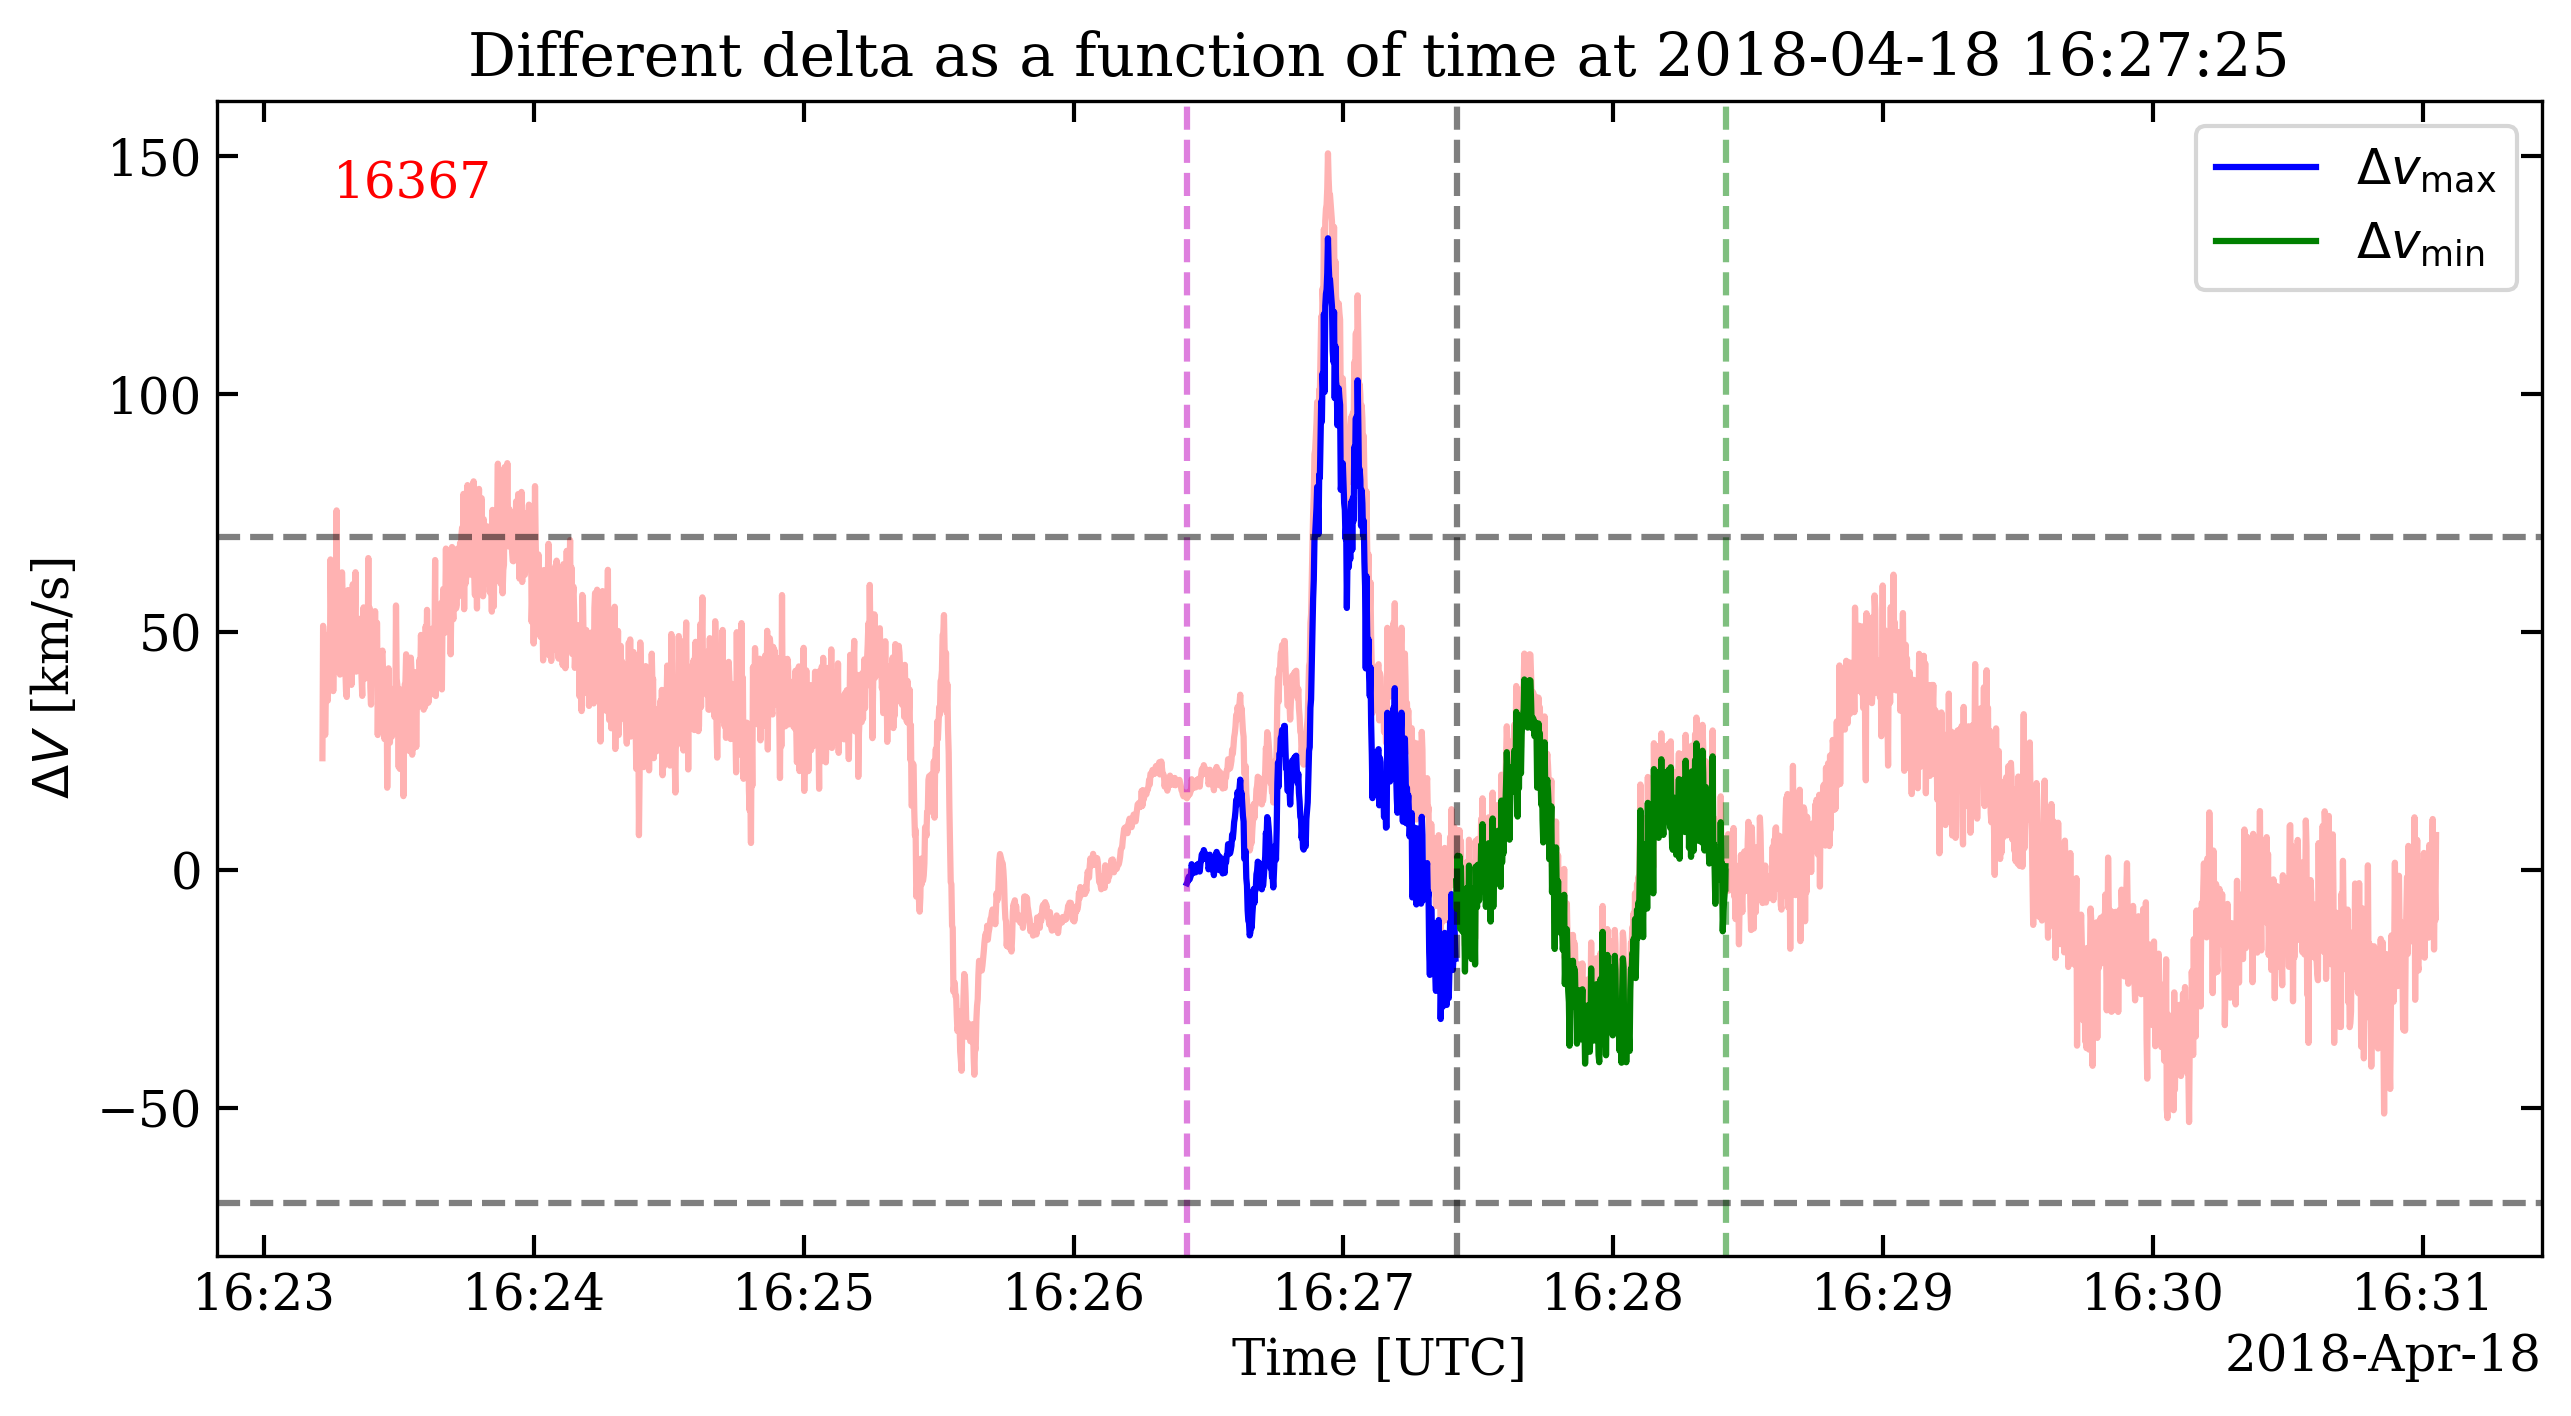 Different delta as a function of time at 2018-04-18 16:27:25
16367
Δv_max
Δv_min
150
100
50
0
−50
ΔV [km/s]
16:23 16:24 16:25 16:26 16:27 16:28 16:29 16:30 16:31
Time [UTC]
2018-Apr-18